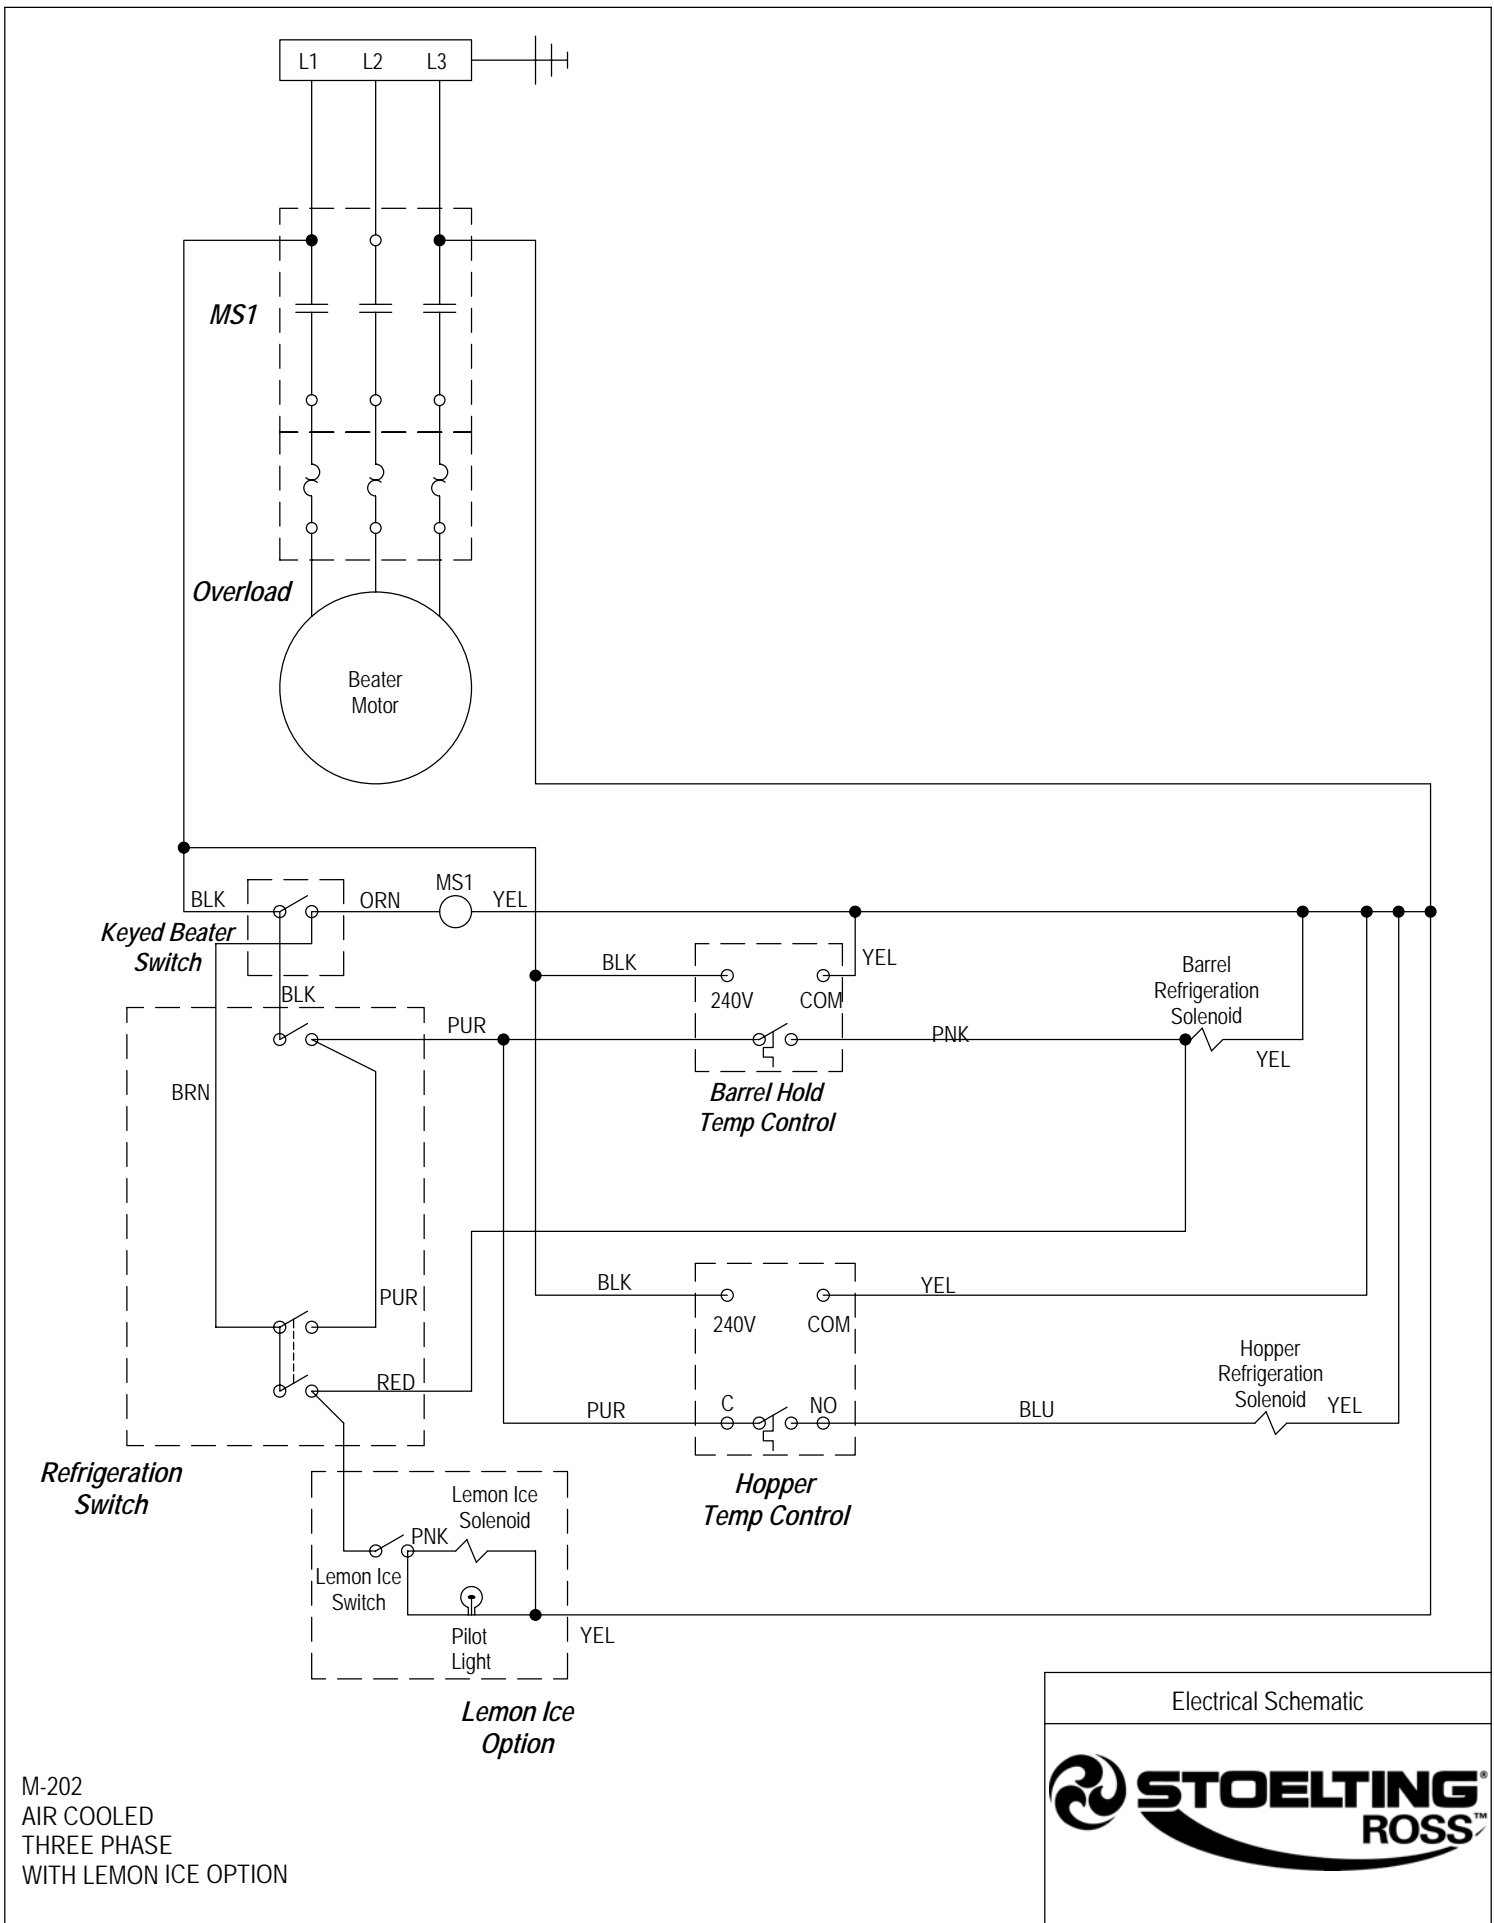 L1 L2 L3
MS1
Overload
Beater
Motor
MS1
BLK ORN YEL
Keyed Beater
Switch
BLK
BLK YEL
240V COM
Barrel
Refrigeration
Solenoid
PUR PNK YEL
Barrel Hold
Temp Control
BRN
PUR
BLK YEL
240V COM
Hopper
Refrigeration
Solenoid
RED
PUR C NO BLU YEL
Refrigeration
Switch
Hopper
Temp Control
Lemon Ice
Solenoid
PNK
Lemon Ice
Switch
Pilot
Light
YEL
Lemon Ice
Option
Electrical Schematic
STOELTING®
ROSS™
M-202
AIR COOLED
THREE PHASE
WITH LEMON ICE OPTION